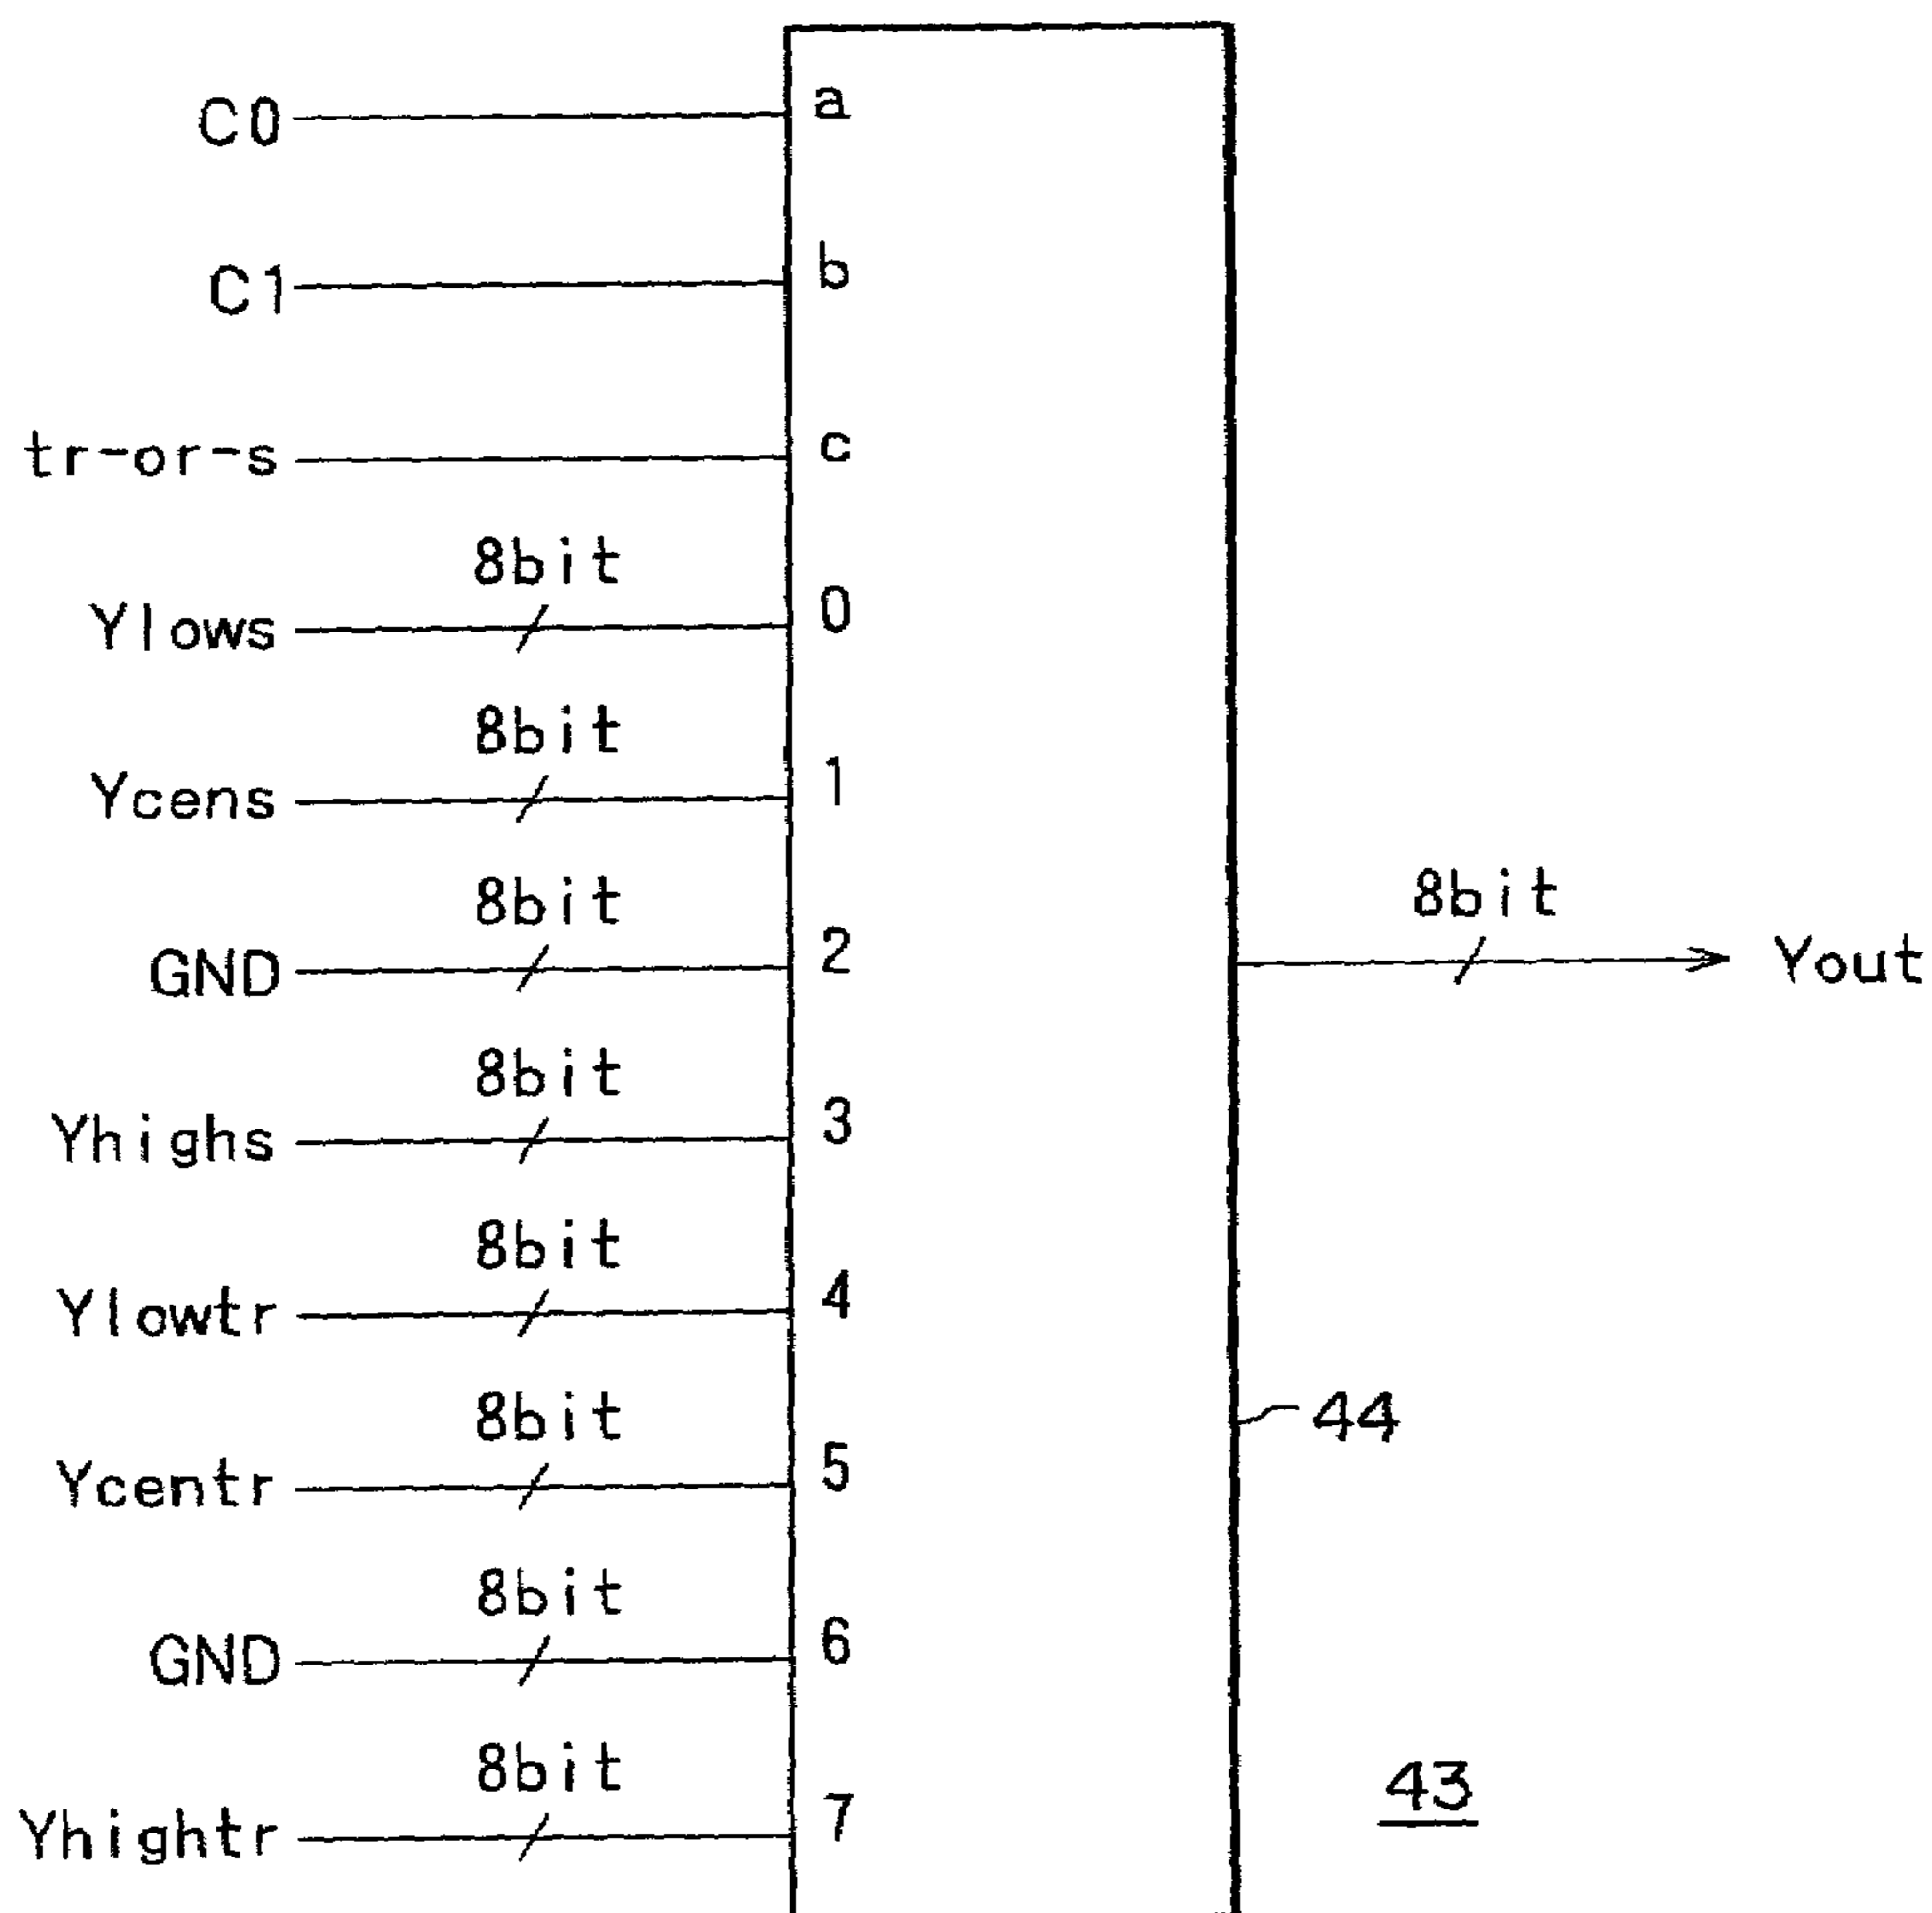 C0 a
C1 b
tr-or-s c
8bit
Ylows 0
8bit
Ycens 1
8bit
GND 2
8bit
Yout
8bit
Yhighs 3
8bit
Ylowtr 4
8bit
44
Ycentr 5
8bit
GND 6
8bit
43
Yhightr 7